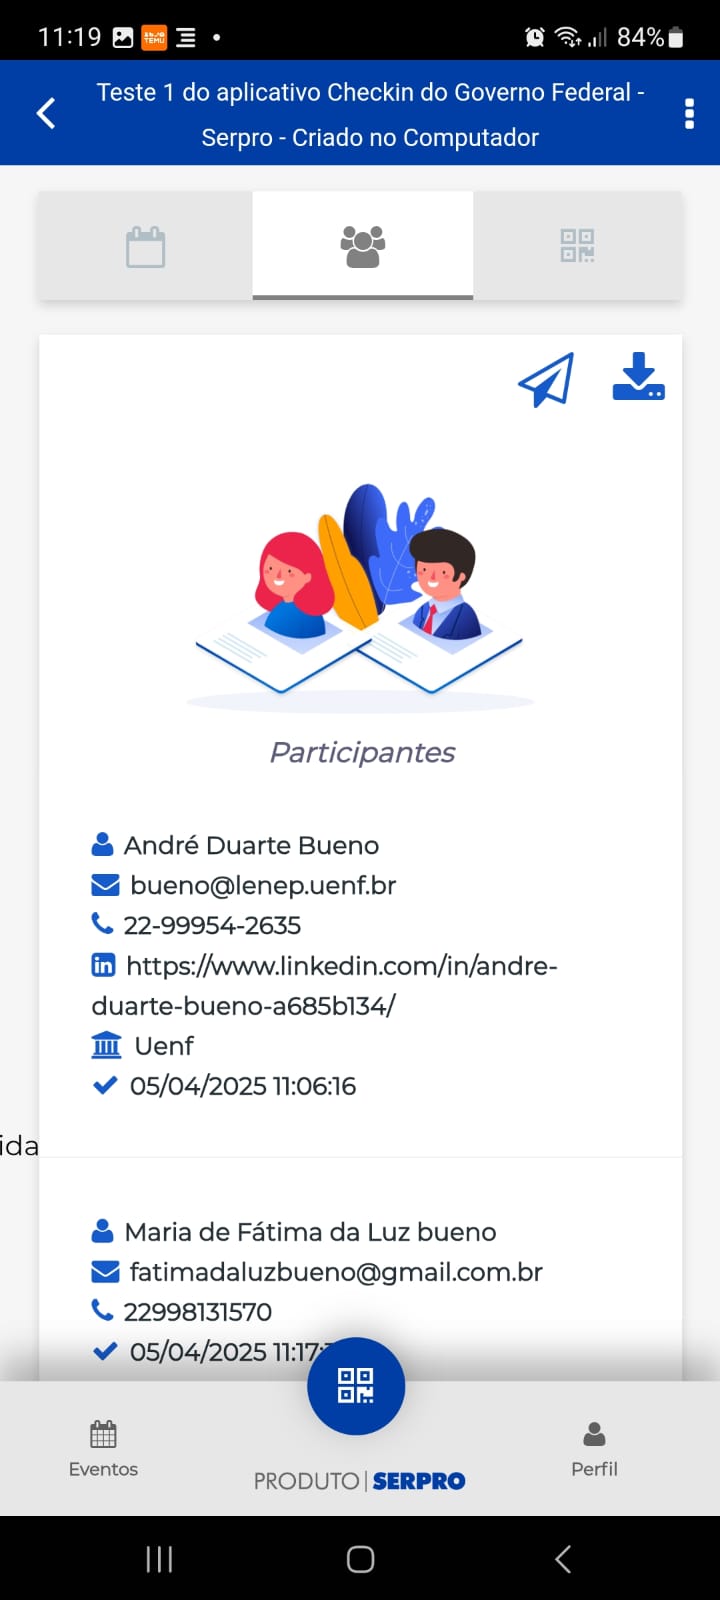 11:19
TEMU
84%
Teste 1 do aplicativo Checkin do Governo Federal -
Serpro - Criado no Computador
Participantes
André Duarte Bueno
bueno@lenep.uenf.br
22-99954-2635
in https://www.linkedin.com/in/andre-
duarte-bueno-a685b134/
Uenf
05/04/2025 11:06:16
ida
Maria de Fátima da Luz bueno
fatimadaluzbueno@gmail.com.br
22998131570
05/04/2025 11:17:
Eventos
PRODUTO | SERPRO
Perfil